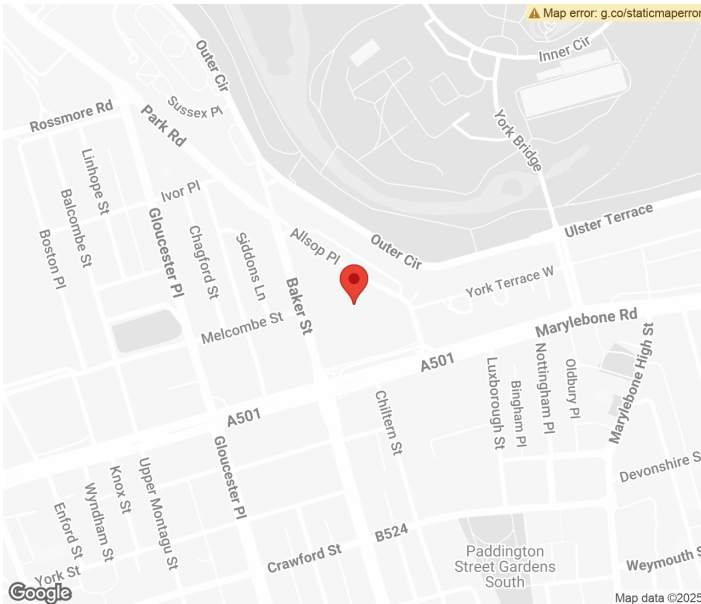 Map error: g.co/staticmaperror
Inner Cir
Outer Cir
Sussex Pl
Rossmore Rd
Park Rd
York Bridge
Linhope St
Ivor Pl
Balcombe St
Gloucester Pl
Chagford St
Siddons Ln
Allsop Pl
Outer Cir
Ulster Terrace
Boston Pl
Baker St
York Terrace W
Melcombe St
Marylebone Rd
A501
Marylebone High St
Luxborough St
Bingham Pl
Nottingham Pl
Oldbury Pl
A501
Chiltern St
Gloucester Pl
Upper Montagu St
Knox St
Wyndham St
Enford St
Devonshire S
B524
Crawford St
Paddington
Street Gardens
South
Weymouth S
York St
Google
Map data ©2025